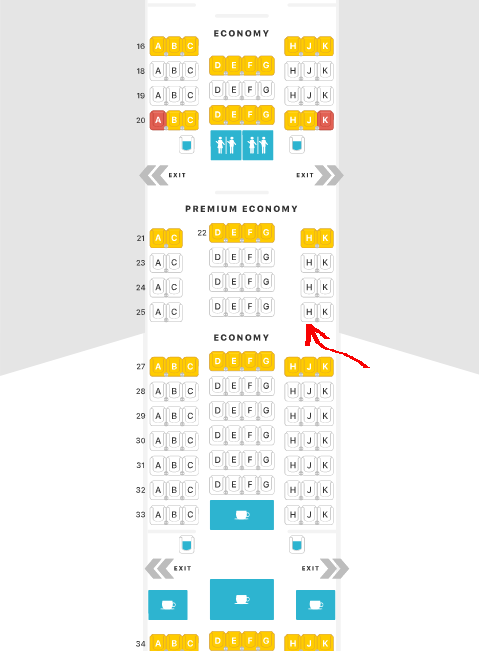 ECONOMY
16 A B C D E F G H J K
18 A B C D E F G H J K
19 A B C D E F G H J K
20 A B C D E F G H J K
EXIT EXIT
PREMIUM ECONOMY
21 A C 22 D E F G H K
23 A C D E F G H K
24 A C D E F G H K
25 A C D E F G H K
ECONOMY
27 A B C D E F G H J K
28 A B C D E F G H J K
29 A B C D E F G H J K
30 A B C D E F G H J K
31 A B C D E F G H J K
32 A B C D E F G H J K
33 A B C H J K
EXIT EXIT
34 A B C D E F G H J K